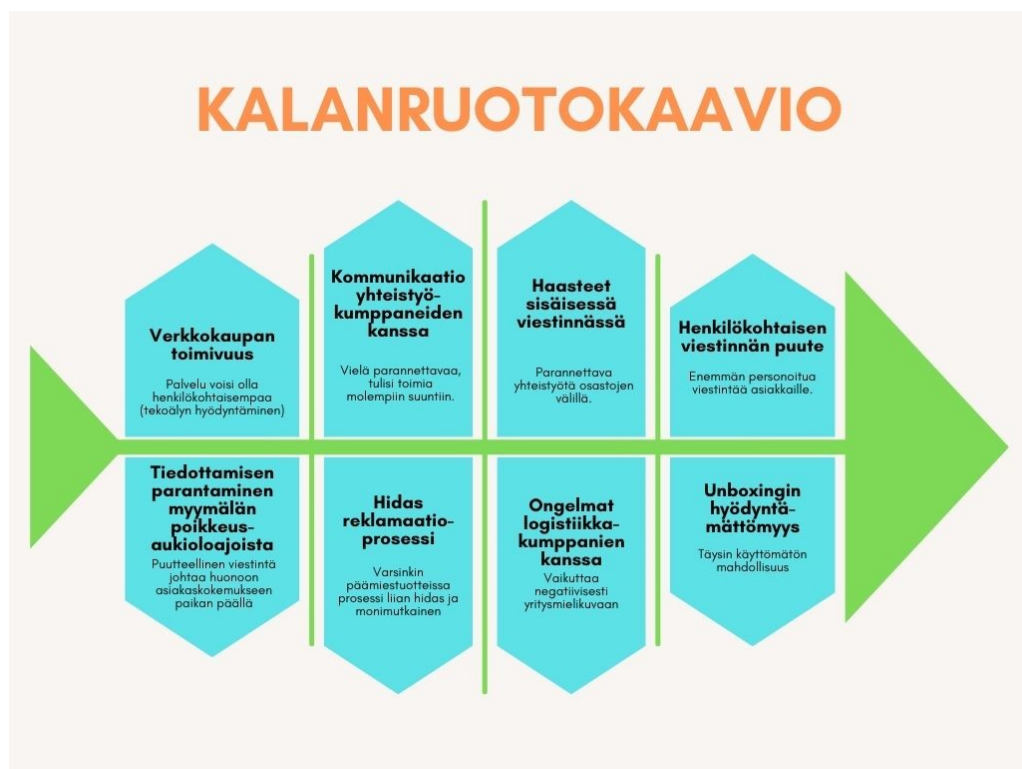 KALANRUOTOKAAVIO
Verkkokaupan
toimivuus
Palvelu voisi olla
henkilökohtaisempaa
(tekoälyn hyödyntäminen)
Kommunikaatio
yhteistyö-
kumppaneiden
kanssa
Vielä parannettavaa,
tulisi toimia
molempiin suuntiin.
Haasteet
sisäisessä
viestinnässä
Parannettava
yhteistyötä osastojen
välillä.
Henkilökohtaisen
viestinnän puute
Enemmän personoitua
viestintää asiakkaille.
Tiedottamisen
parantaminen
myymälän
poikkeus-
aukioloajoista
Puutteellinen viestintä
johtaa huonoon
asiakaskokemukseen
paikan päällä
Hidas
reklamaatio-
prosessi
Varsinkin
päämiestuotteissa
prosessi liian hidas ja
monimutkainen
Ongelmat
logistiikka-
kumppanien
kanssa
Vaikuttaa
negatiivisesti
yritysmielikuvaan
Unboxingin
hyödyntä-
mättömyys
Täysin käyttömätön
mahdollisuus